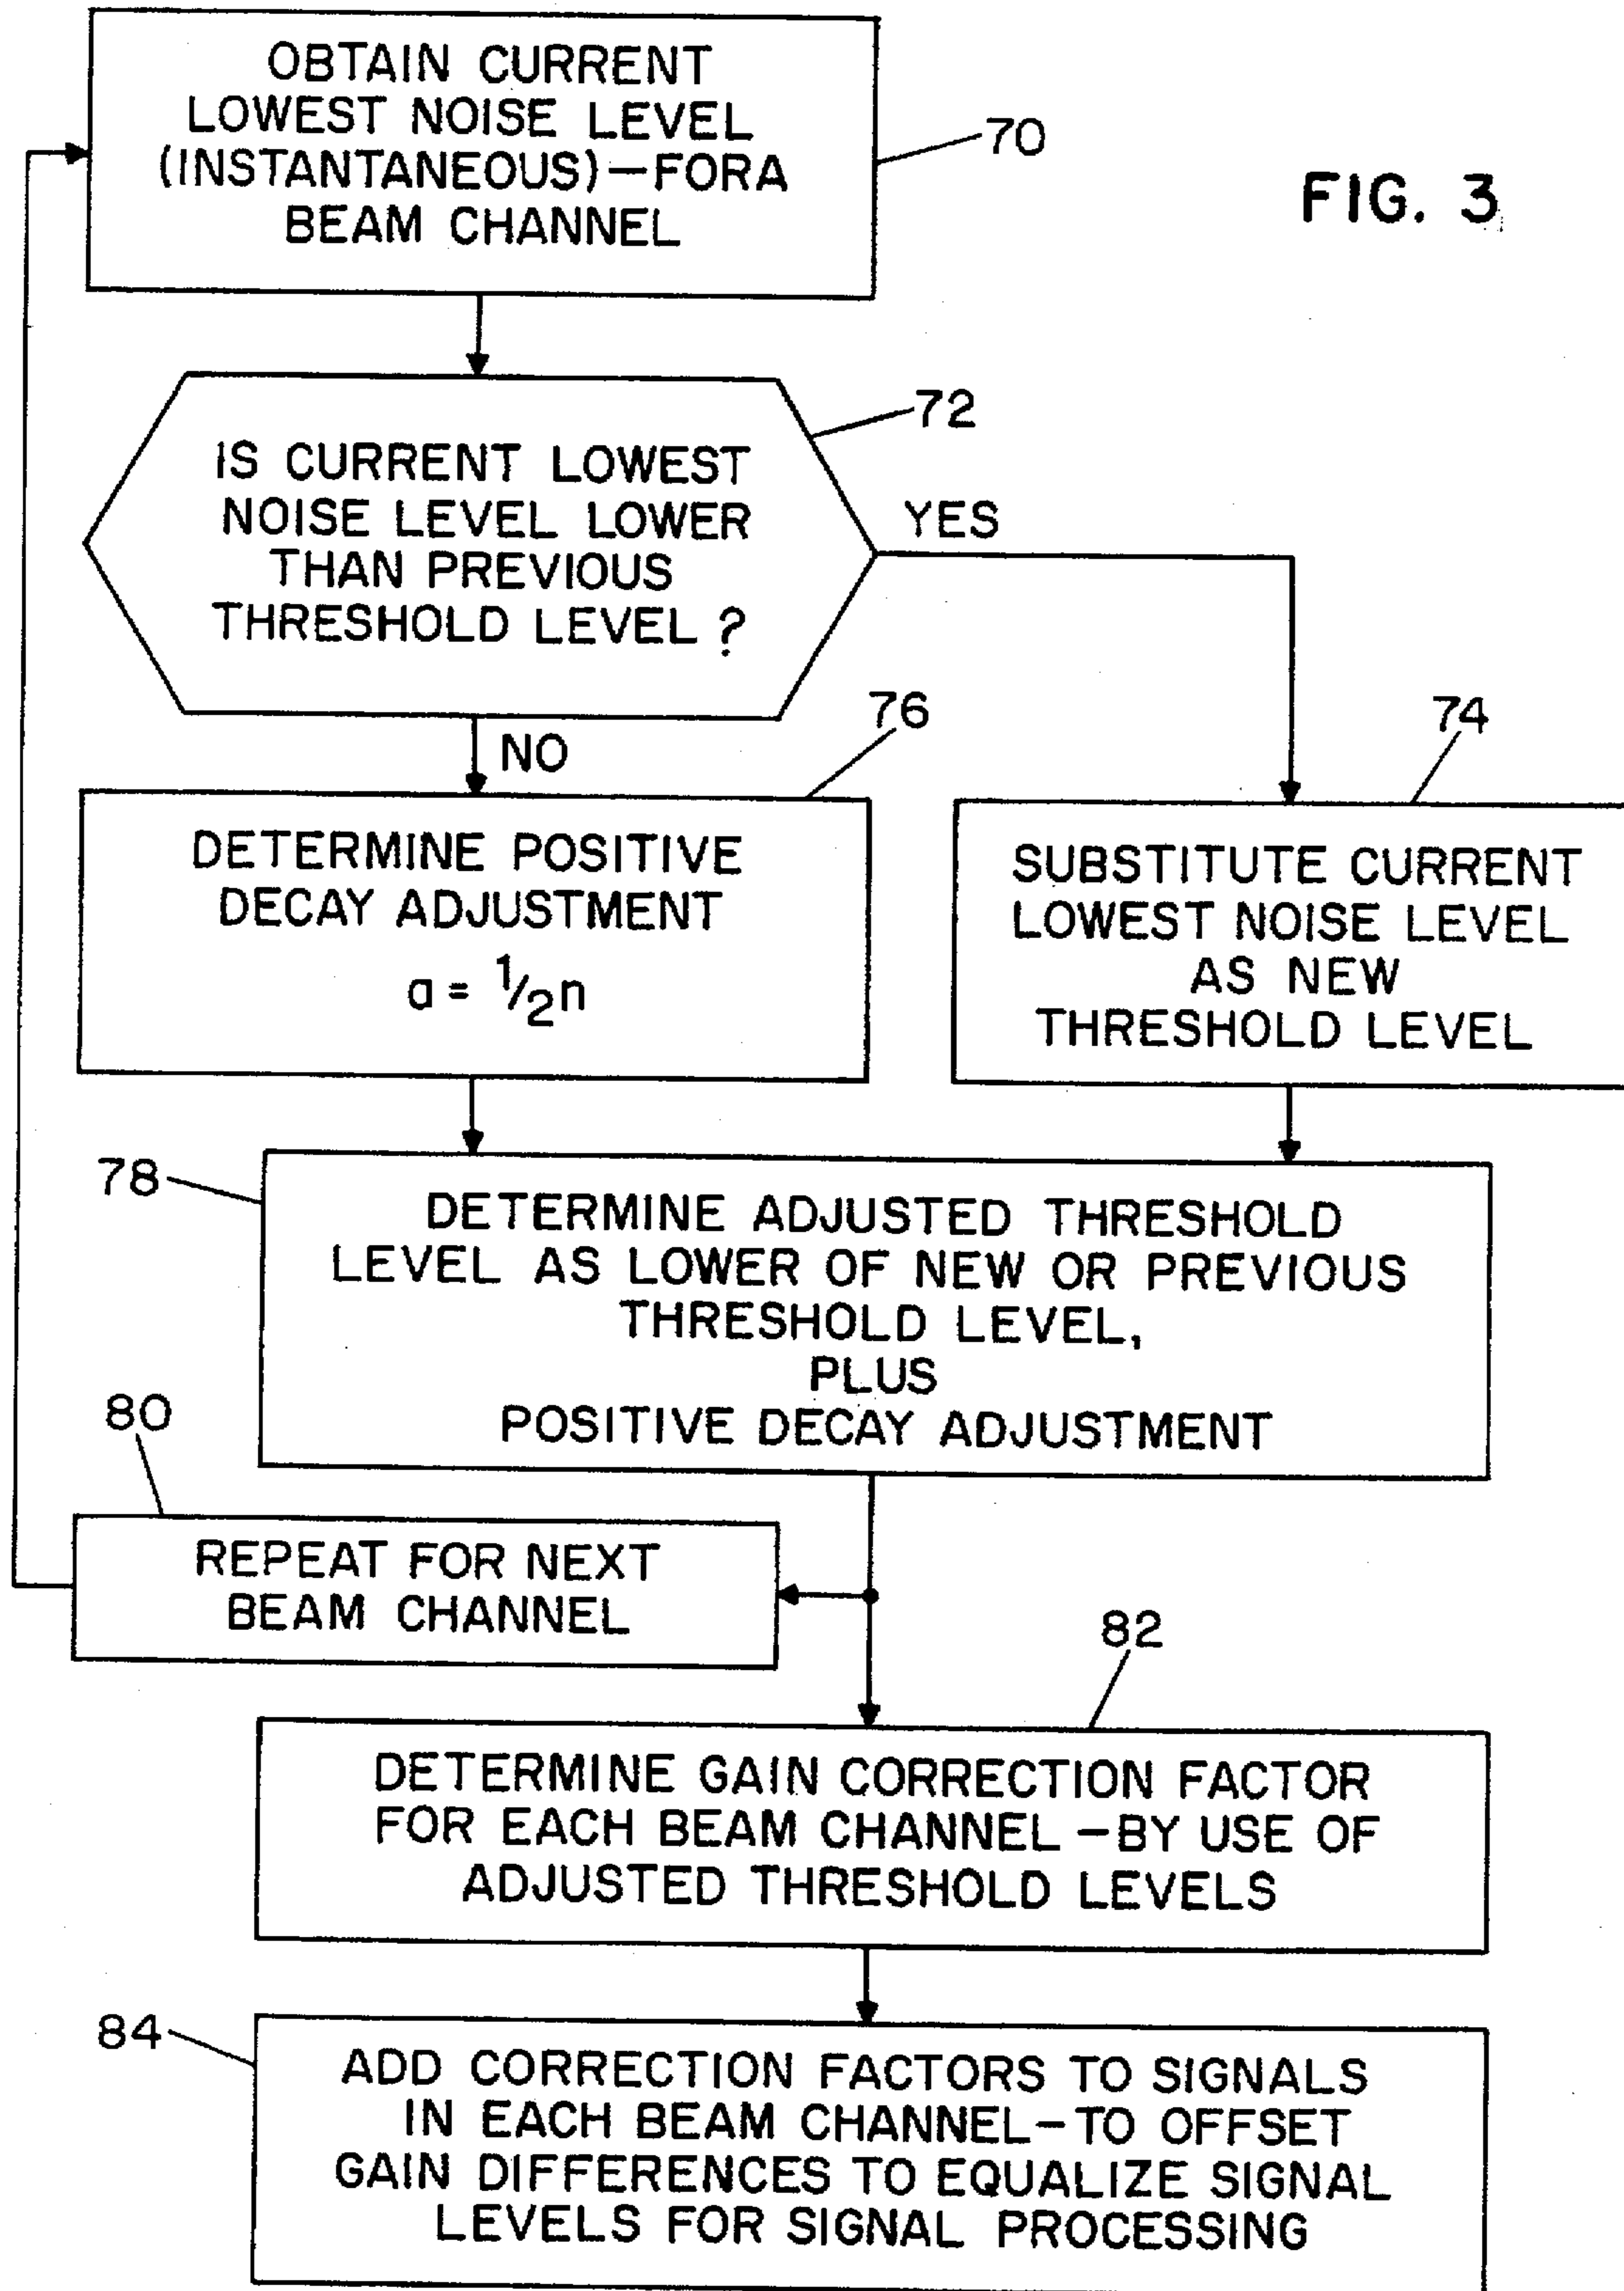 OBTAIN CURRENT
LOWEST NOISE LEVEL
(INSTANTANEOUS)—FORA
BEAM CHANNEL
70
FIG. 3
72
IS CURRENT LOWEST
NOISE LEVEL LOWER
THAN PREVIOUS
THRESHOLD LEVEL ?
YES
NO
76
74
DETERMINE POSITIVE
DECAY ADJUSTMENT
a = 1/2n
SUBSTITUTE CURRENT
LOWEST NOISE LEVEL
AS NEW
THRESHOLD LEVEL
78
DETERMINE ADJUSTED THRESHOLD
LEVEL AS LOWER OF NEW OR PREVIOUS
THRESHOLD LEVEL,
PLUS
POSITIVE DECAY ADJUSTMENT
80
REPEAT FOR NEXT
BEAM CHANNEL
82
DETERMINE GAIN CORRECTION FACTOR
FOR EACH BEAM CHANNEL —BY USE OF
ADJUSTED THRESHOLD LEVELS
84
ADD CORRECTION FACTORS TO SIGNALS
IN EACH BEAM CHANNEL—TO OFFSET
GAIN DIFFERENCES TO EQUALIZE SIGNAL
LEVELS FOR SIGNAL PROCESSING